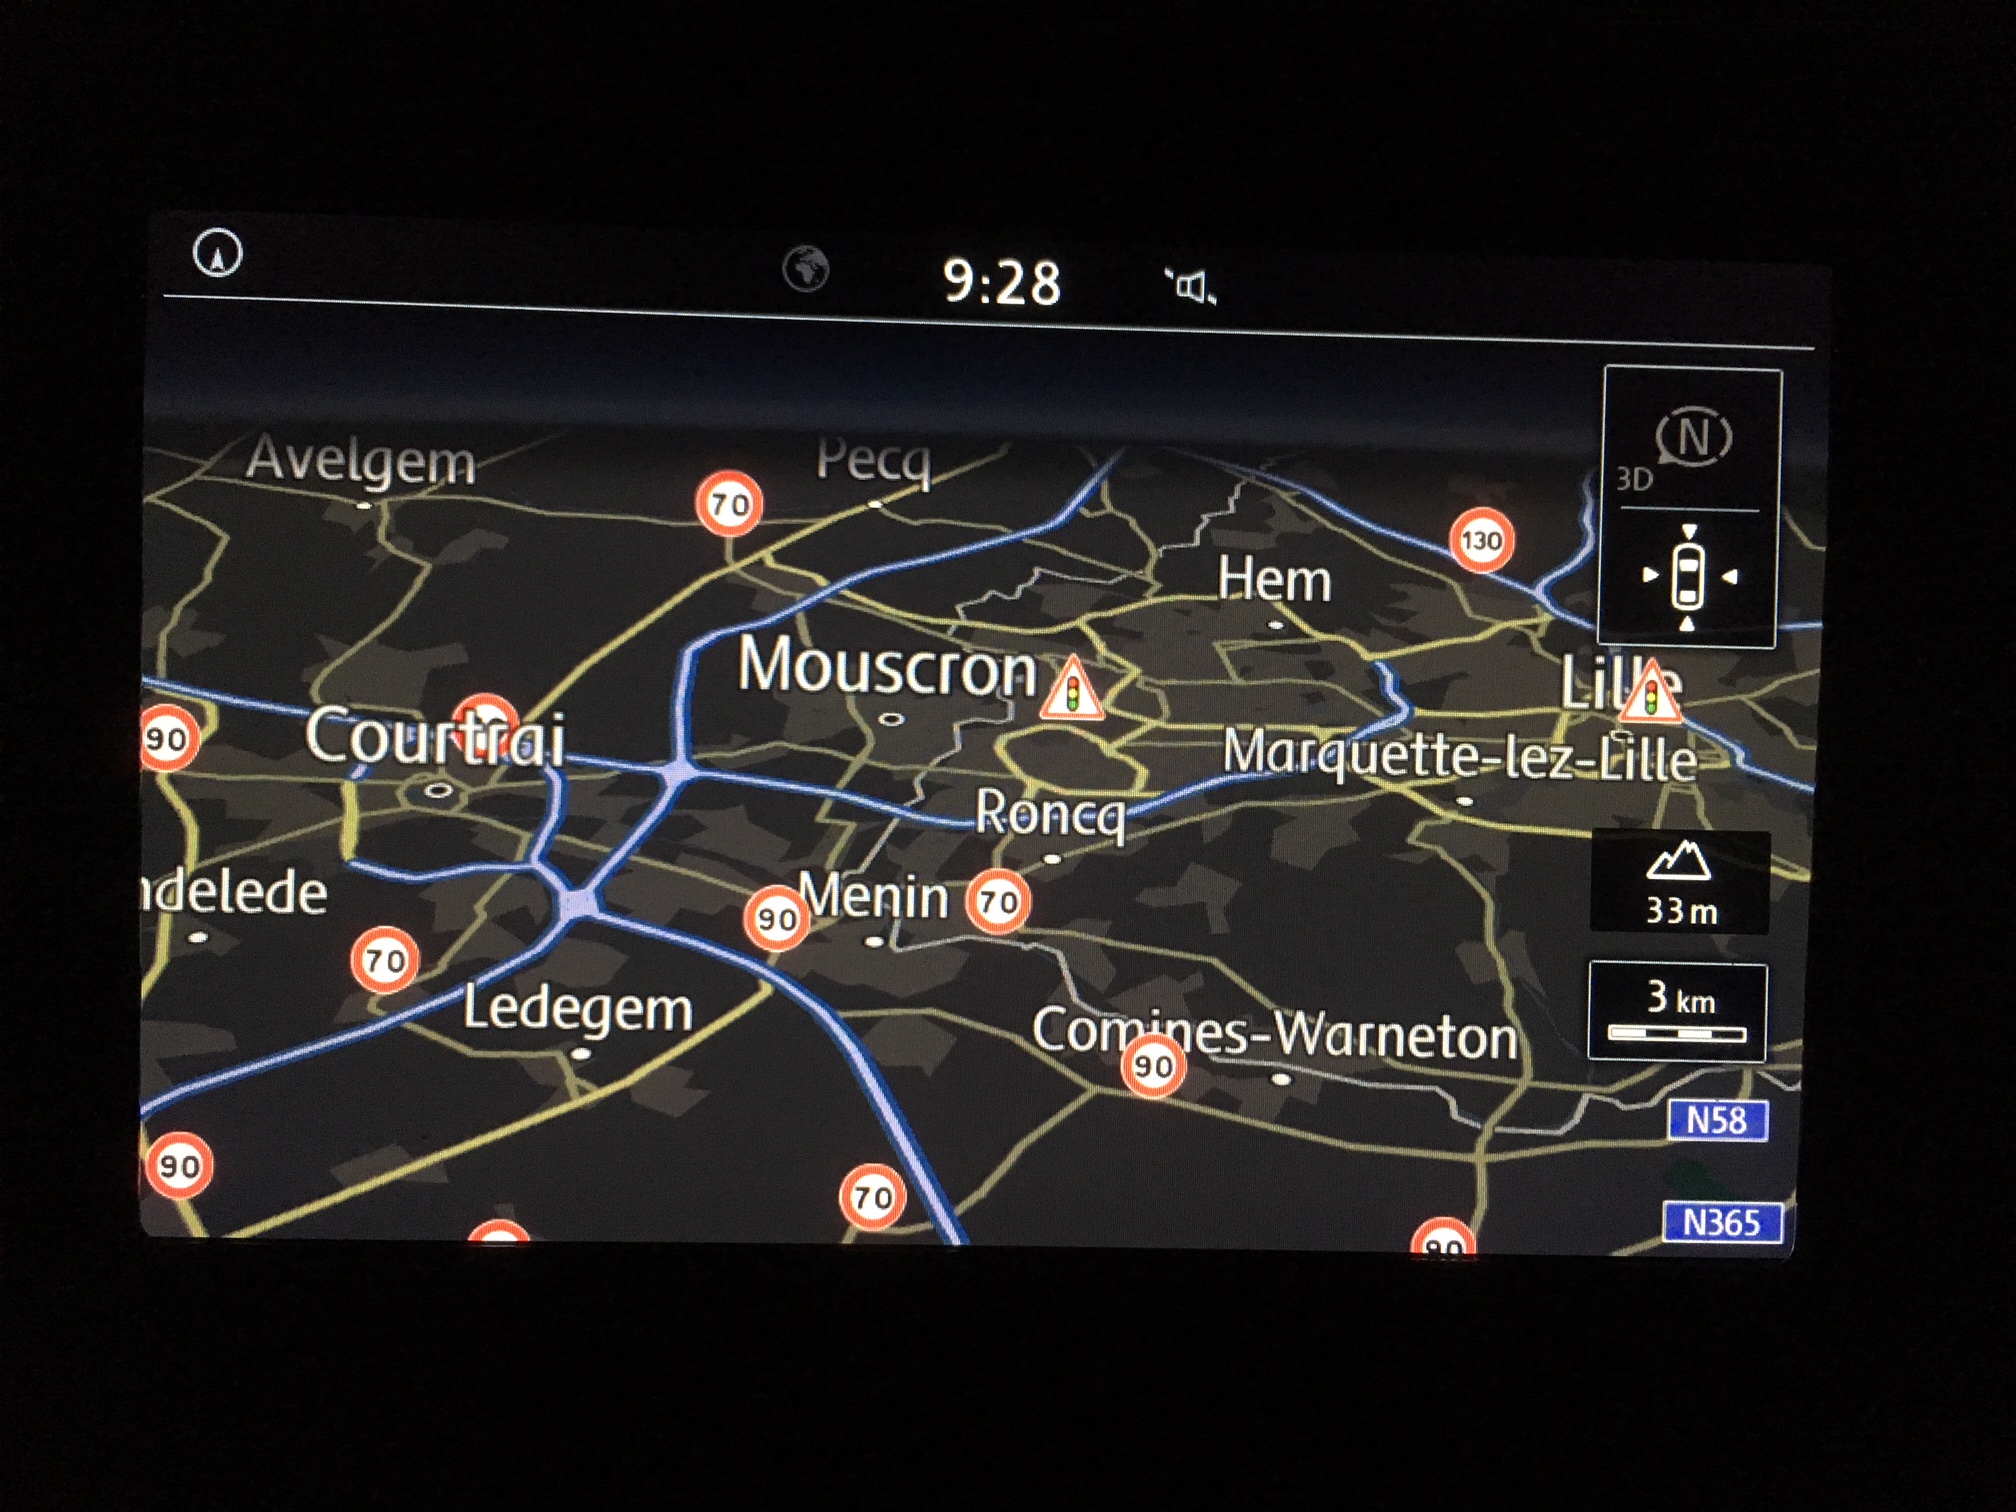 9:28
N
3D
Avelgem
Pecq
70
130
Hem
Mouscron
Lille
90
Courtrai
Marquette-lez-Lille
Roncq
33 m
ndelede
Menin
90
70
70
3 km
Ledegem
Comines-Warneton
90
N58
90
70
N365
90